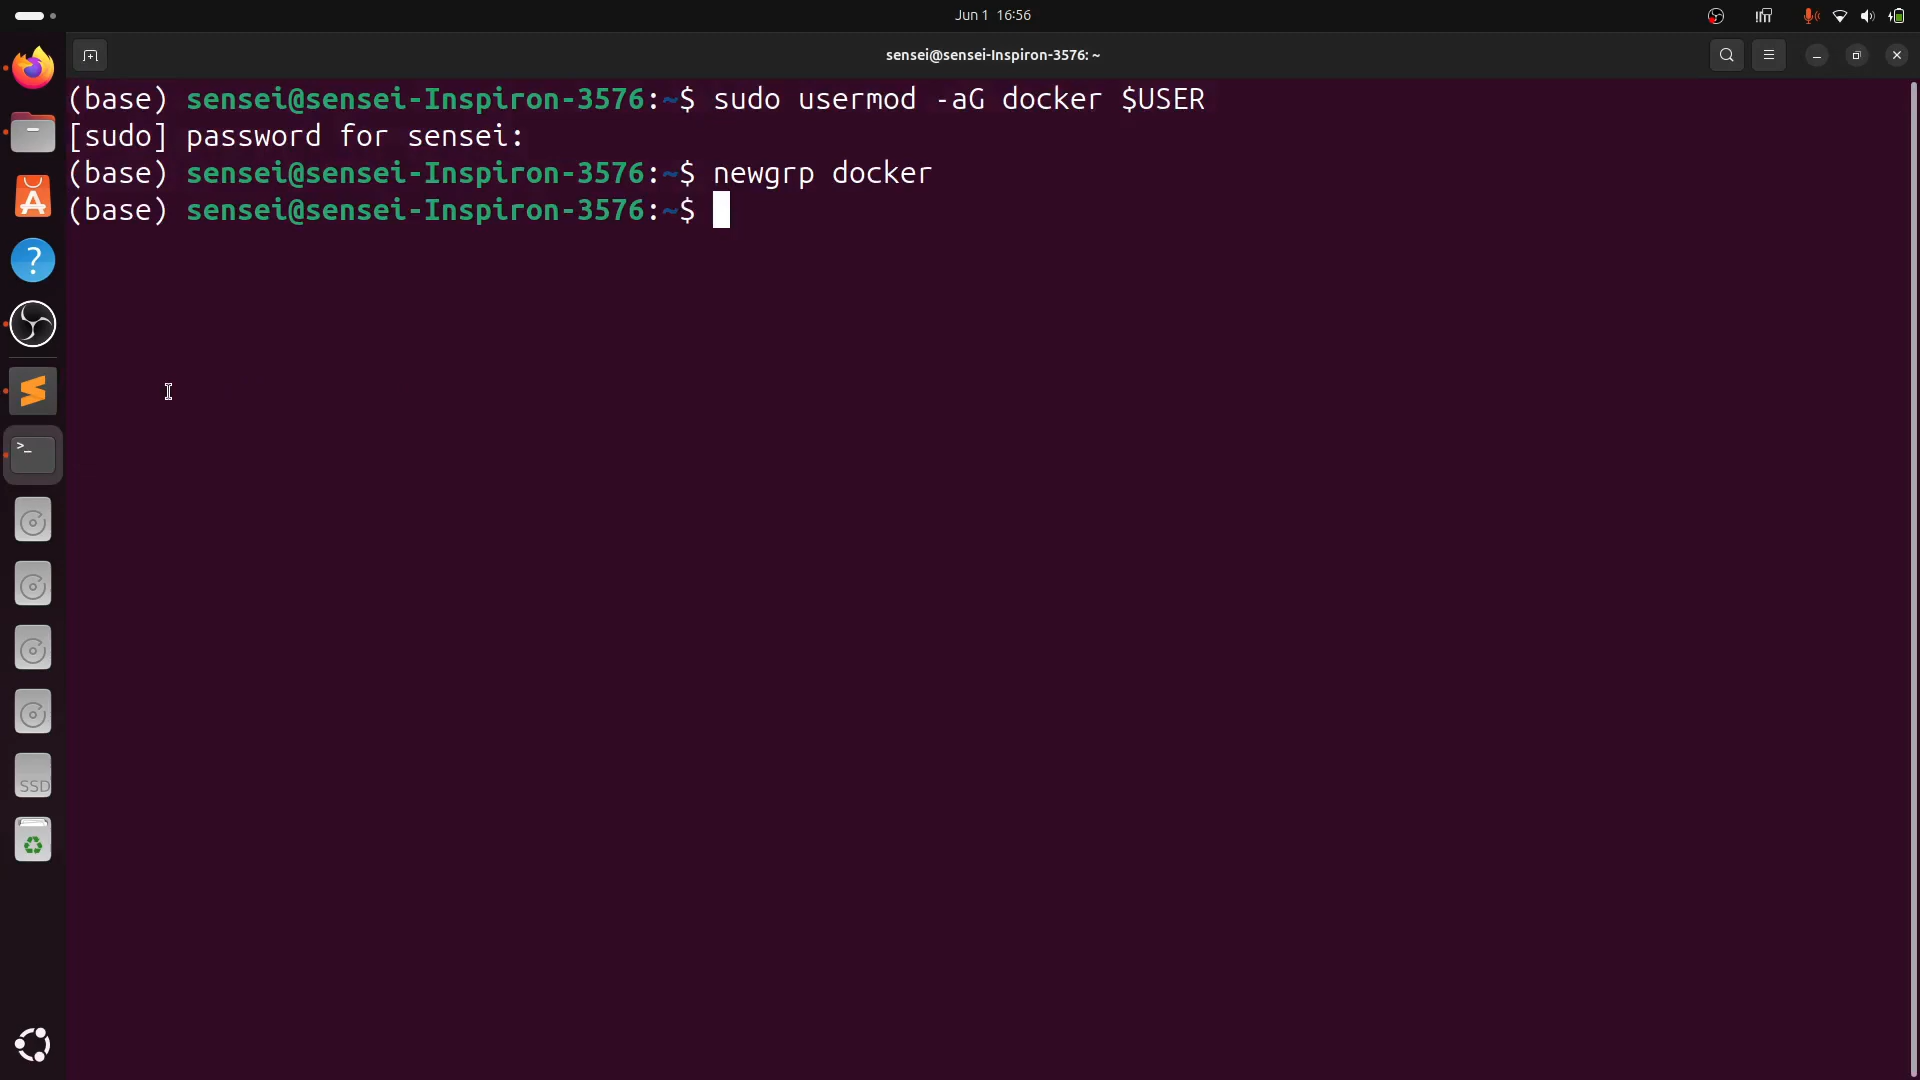 Jun 1 16:56
sensei@sensei-Inspiron-3576: ~
(base) sensei@sensei-Inspiron-3576:~$ sudo usermod -aG docker $USER
[sudo] password for sensei:
(base) sensei@sensei-Inspiron-3576:~$ newgrp docker
(base) sensei@sensei-Inspiron-3576:~$
>_
SSD